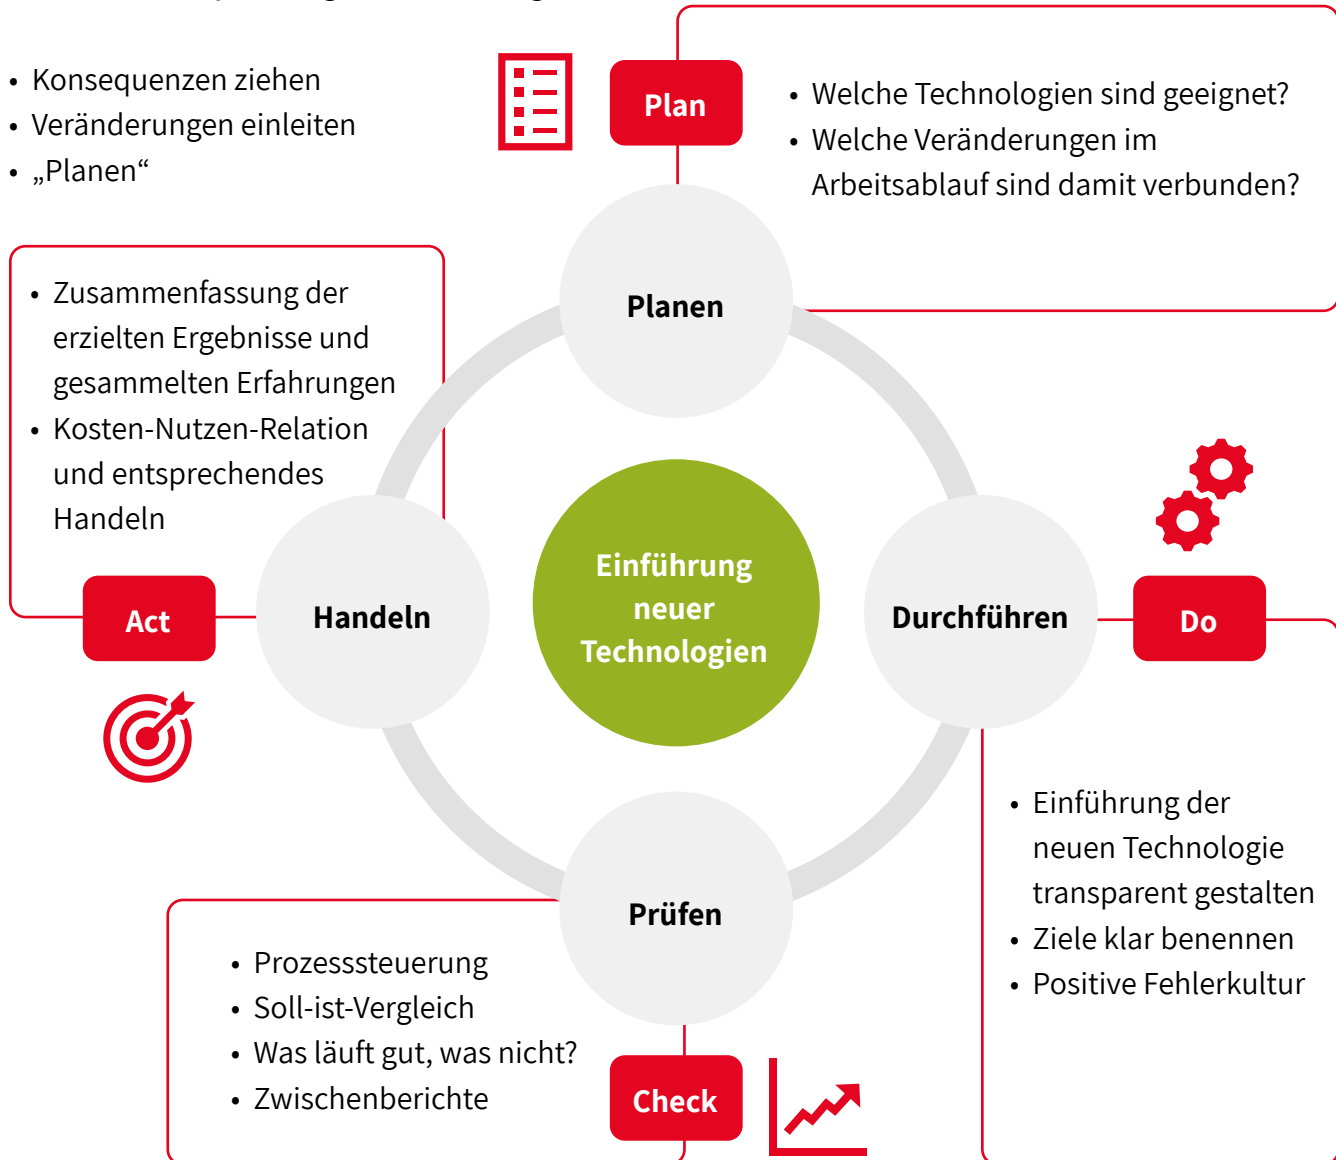 • Konsequenzen ziehen
• Veränderungen einleiten
• „Planen“
Plan
• Welche Technologien sind geeignet?
• Welche Veränderungen im
Arbeitsablauf sind damit verbunden?
Planen
• Zusammenfassung der
erzielten Ergebnisse und
gesammelten Erfahrungen
• Kosten-Nutzen-Relation
und entsprechendes
Handeln
Act
Handeln
Einführung
neuer
Technologien
Durchführen
Do
• Einführung der
neuen Technologie
transparent gestalten
• Ziele klar benennen
• Positive Fehlerkultur
Prüfen
• Prozesssteuerung
• Soll-ist-Vergleich
• Was läuft gut, was nicht?
• Zwischenberichte
Check